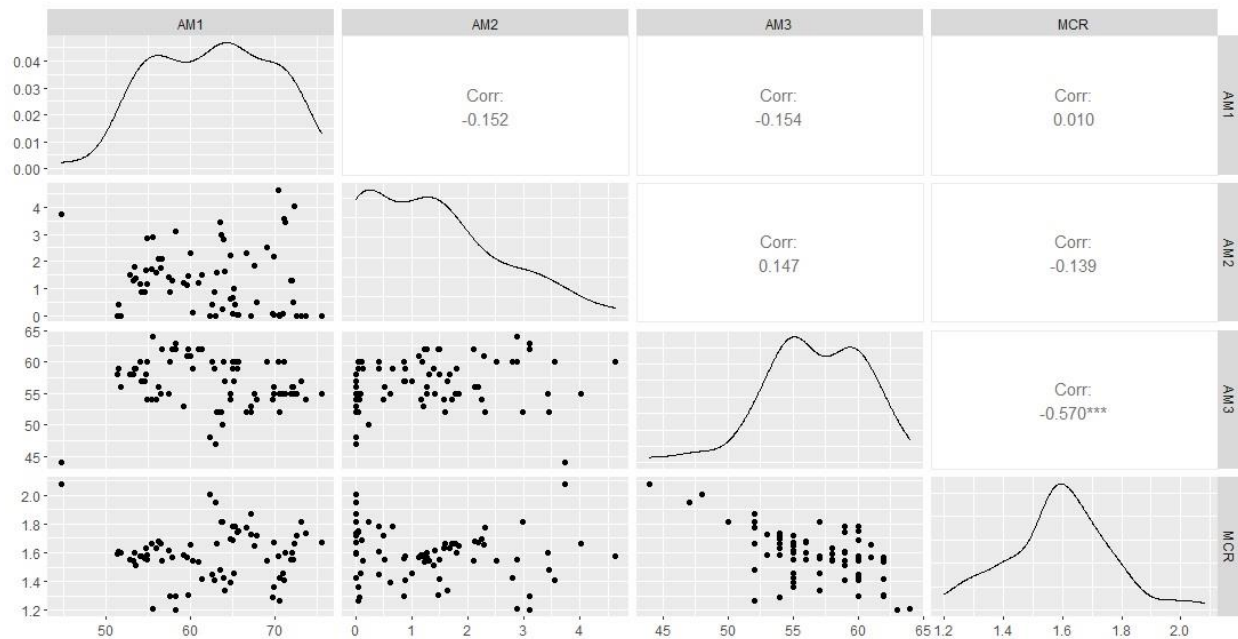 AM1 AM2 AM3 MCR
0.04
0.03
0.02
0.01
0.00
Corr:
-0.152
Corr:
-0.154
Corr:
0.010
AM1
4
3
2
1
0
Corr:
0.147
Corr:
-0.139
AM2
65
60
55
50
45
Corr:
-0.570***
AM3
2.0
1.8
1.6
1.4
1.2
MCR
50 60 70 0 1 2 3 4 45 50 55 60 65 1.2 1.4 1.6 1.8 2.0